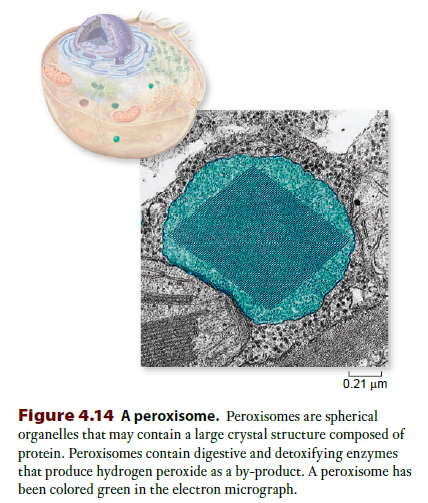 0.21 μm
Figure 4.14 A peroxisome. Peroxisomes are spherical
organelles that may contain a large crystal structure composed of
protein. Peroxisomes contain digestive and detoxifying enzymes
that produce hydrogen peroxide as a by-product. A peroxisome has
been colored green in the electron micrograph.